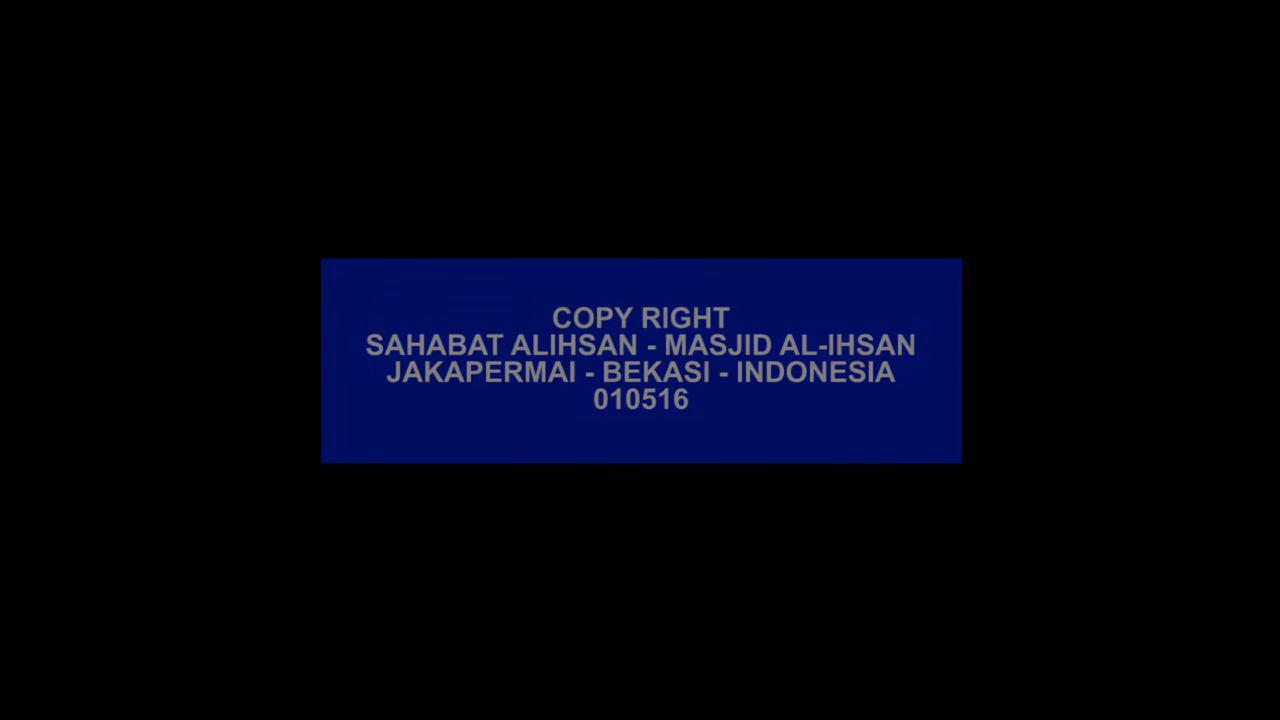 COPY RIGHT
SAHABAT ALIHSAN - MASJID AL-IHSAN
JAKAPERMAI - BEKASI - INDONESIA
010516